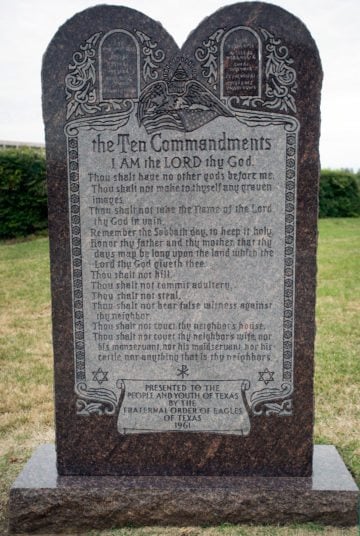 the Ten Commandments
I AM the LORD thy God.
Thou shalt have no other gods before me.
Thou shalt not make to thyself any graven
images.
Thou shalt not take the Name of the Lord
thy God in vain.
Remember the Sabbath day, to keep it holy.
Honor thy father and thy mother, that thy
days may be long upon the land which the
Lord thy God giveth thee.
Thou shalt not kill.
Thou shalt not commit adultery.
Thou shalt not steal.
Thou shalt not bear false witness against
thy neighbor.
Thou shalt not covet thy neighbor's house.
Thou shalt not covet thy neighbor's wife, nor
his manservant, nor his maidservant, nor his
cattle, nor anything that is thy neighbor's.
PRESENTED TO THE
PEOPLE AND YOUTH OF TEXAS
BY THE
FRATERNAL ORDER OF EAGLES
OF TEXAS
1961